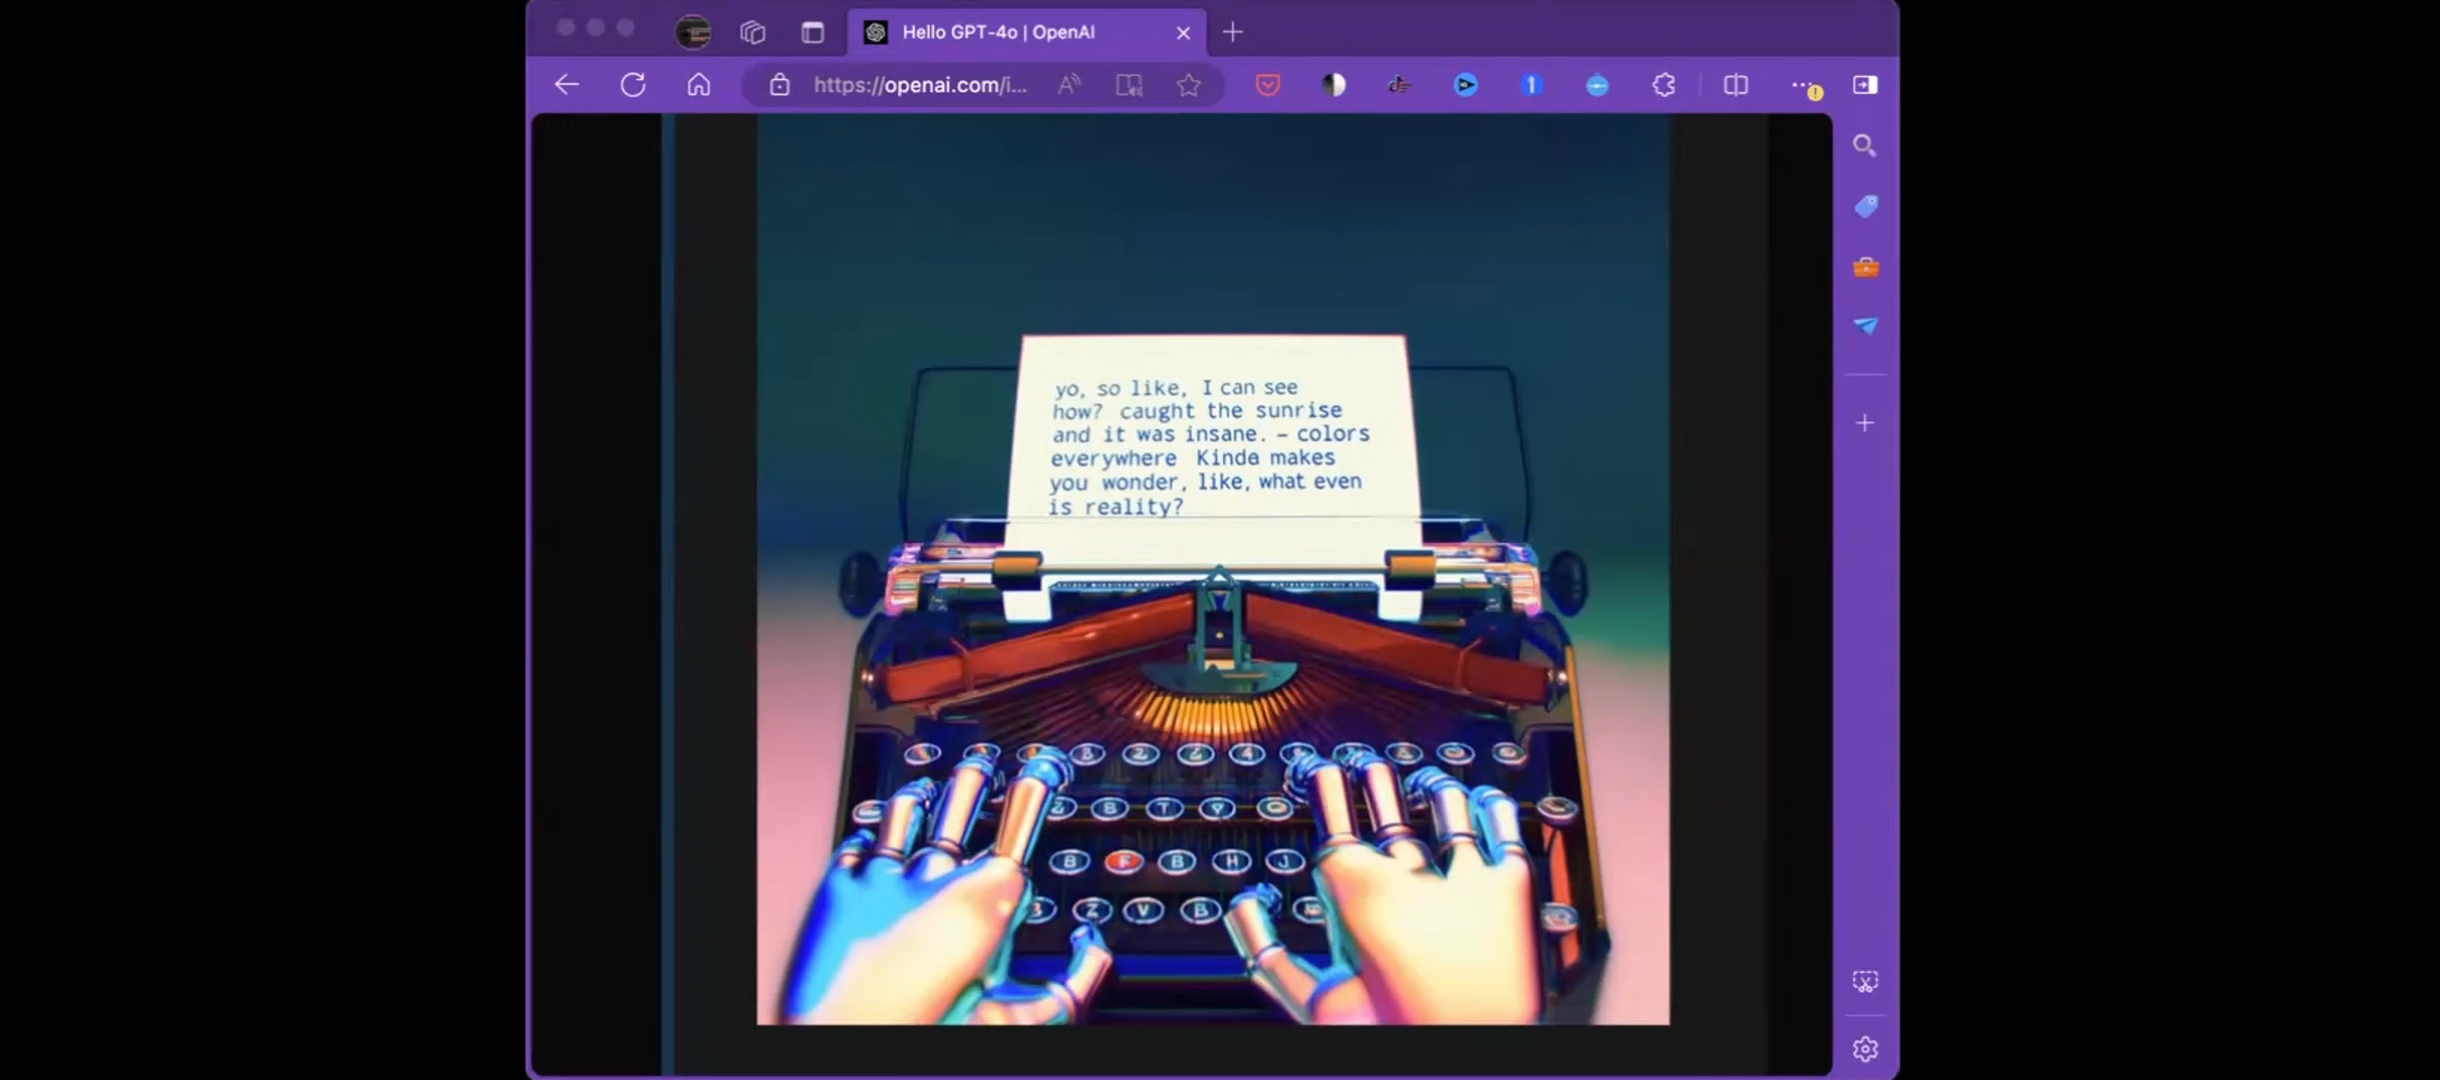 Hello GPT-4o | OpenAI
https://openai.com/i...
yo, so like, I can see
how? caught the sunrise
and it was insane. – colors
everywhere Kinda makes
you wonder, like, what even
is reality?
B T
B F B H J
Z V B